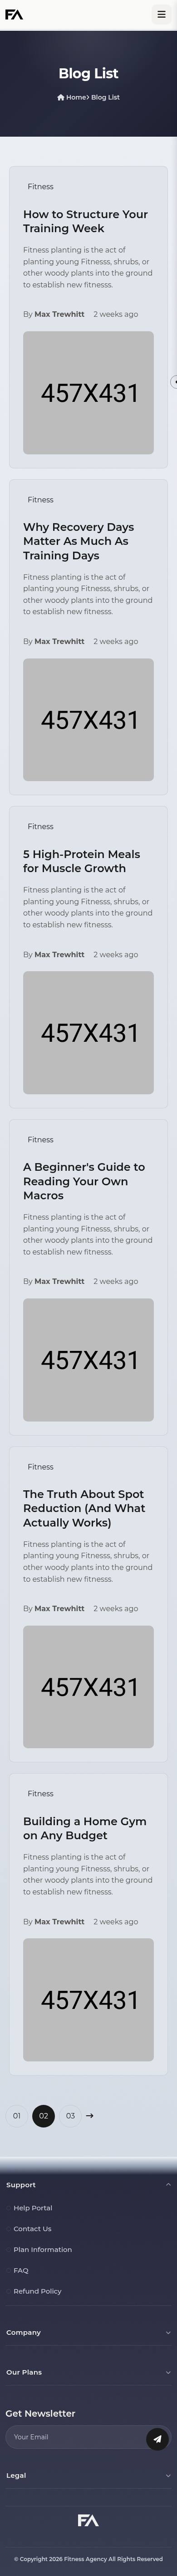 FA
Blog List
Home > Blog List
Fitness
How to Structure Your
Training Week
Fitness planting is the act of
planting young Fitnesss, shrubs, or
other woody plants into the ground
to establish new fitnesss.
By Max Trewhitt 2 weeks ago
457X431
Fitness
Why Recovery Days
Matter As Much As
Training Days
Fitness planting is the act of
planting young Fitnesss, shrubs, or
other woody plants into the ground
to establish new fitnesss.
By Max Trewhitt 2 weeks ago
457X431
Fitness
5 High-Protein Meals
for Muscle Growth
Fitness planting is the act of
planting young Fitnesss, shrubs, or
other woody plants into the ground
to establish new fitnesss.
By Max Trewhitt 2 weeks ago
457X431
Fitness
A Beginner's Guide to
Reading Your Own
Macros
Fitness planting is the act of
planting young Fitnesss, shrubs, or
other woody plants into the ground
to establish new fitnesss.
By Max Trewhitt 2 weeks ago
457X431
Fitness
The Truth About Spot
Reduction (And What
Actually Works)
Fitness planting is the act of
planting young Fitnesss, shrubs, or
other woody plants into the ground
to establish new fitnesss.
By Max Trewhitt 2 weeks ago
457X431
Fitness
Building a Home Gym
on Any Budget
Fitness planting is the act of
planting young Fitnesss, shrubs, or
other woody plants into the ground
to establish new fitnesss.
By Max Trewhitt 2 weeks ago
457X431
01 02 03
Support
Help Portal
Contact Us
Plan Information
FAQ
Refund Policy
Company
Our Plans
Get Newsletter
Your Email
Legal
FA
© Copyright 2026 Fitness Agency All Rights Reserved